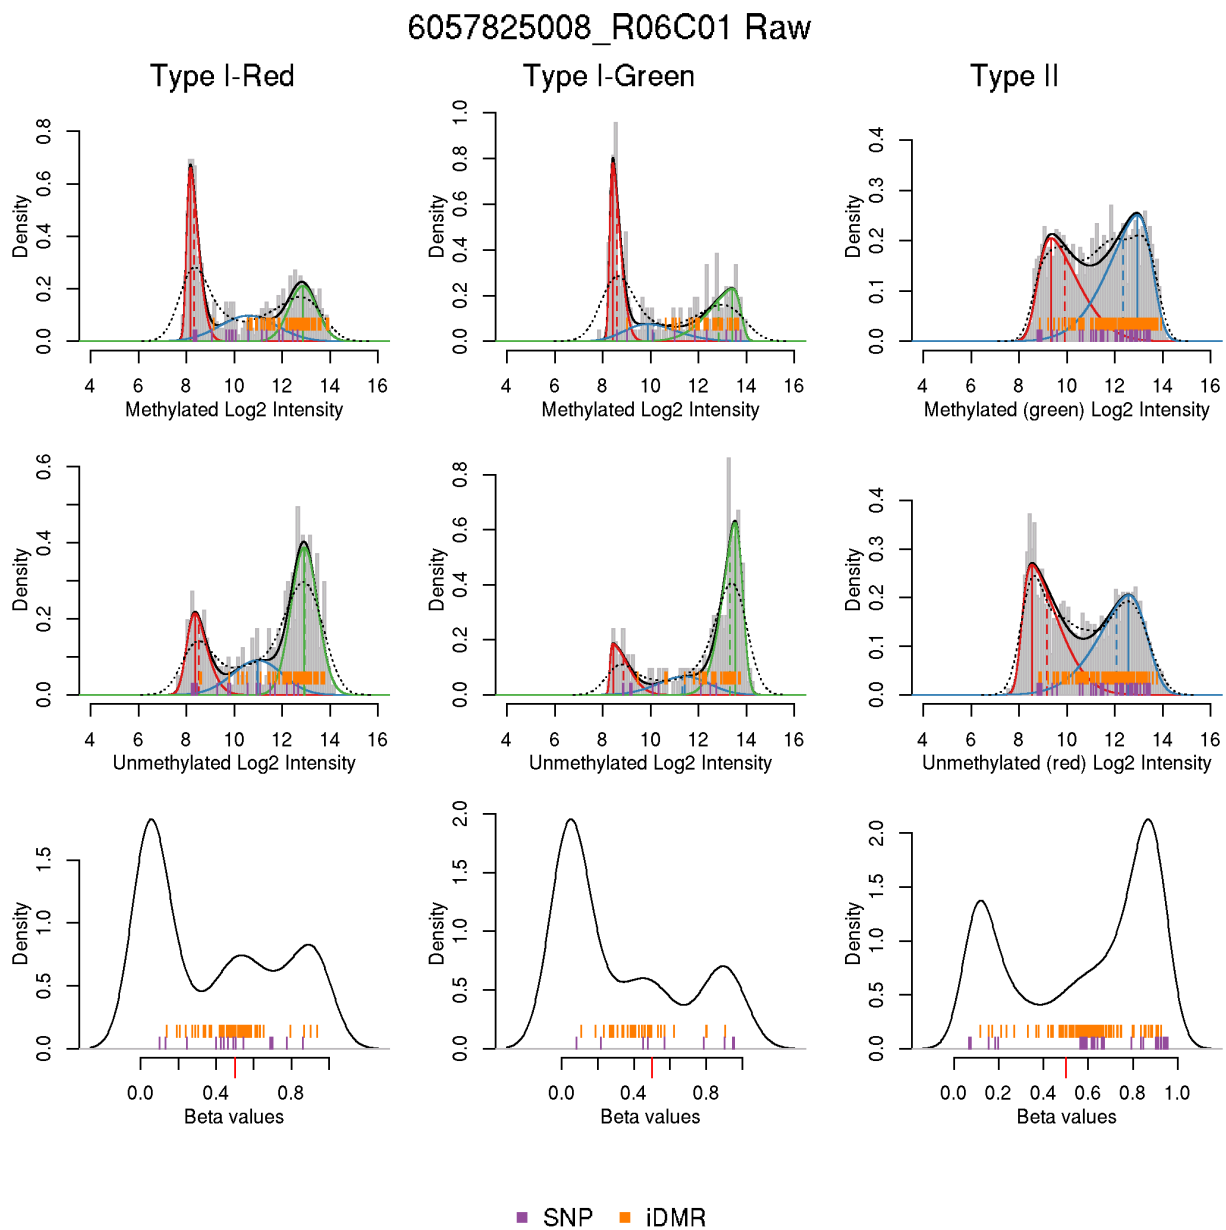 6057825008_R06C01 Raw
Type I-Red
Type I-Green
Type II
Density
0.0 0.2 0.4 0.6 0.8
4 6 8 10 12 14 16
Methylated Log2 Intensity
Density
0.0 0.2 0.4 0.6 0.8 1.0
4 6 8 10 12 14 16
Methylated Log2 Intensity
Density
0.0 0.1 0.2 0.3 0.4
4 6 8 10 12 14 16
Methylated (green) Log2 Intensity
Density
0.0 0.2 0.4 0.6
4 6 8 10 12 14 16
Unmethylated Log2 Intensity
Density
0.0 0.2 0.4 0.6 0.8
4 6 8 10 12 14 16
Unmethylated Log2 Intensity
Density
0.0 0.1 0.2 0.3 0.4
4 6 8 10 12 14 16
Unmethylated (red) Log2 Intensity
Density
0.0 0.5 1.0 1.5
0.0 0.4 0.8
Beta values
Density
0.0 0.5 1.0 1.5 2.0
0.0 0.4 0.8
Beta values
Density
0.0 0.5 1.0 1.5 2.0
0.0 0.2 0.4 0.6 0.8 1.0
Beta values
SNP iDMR